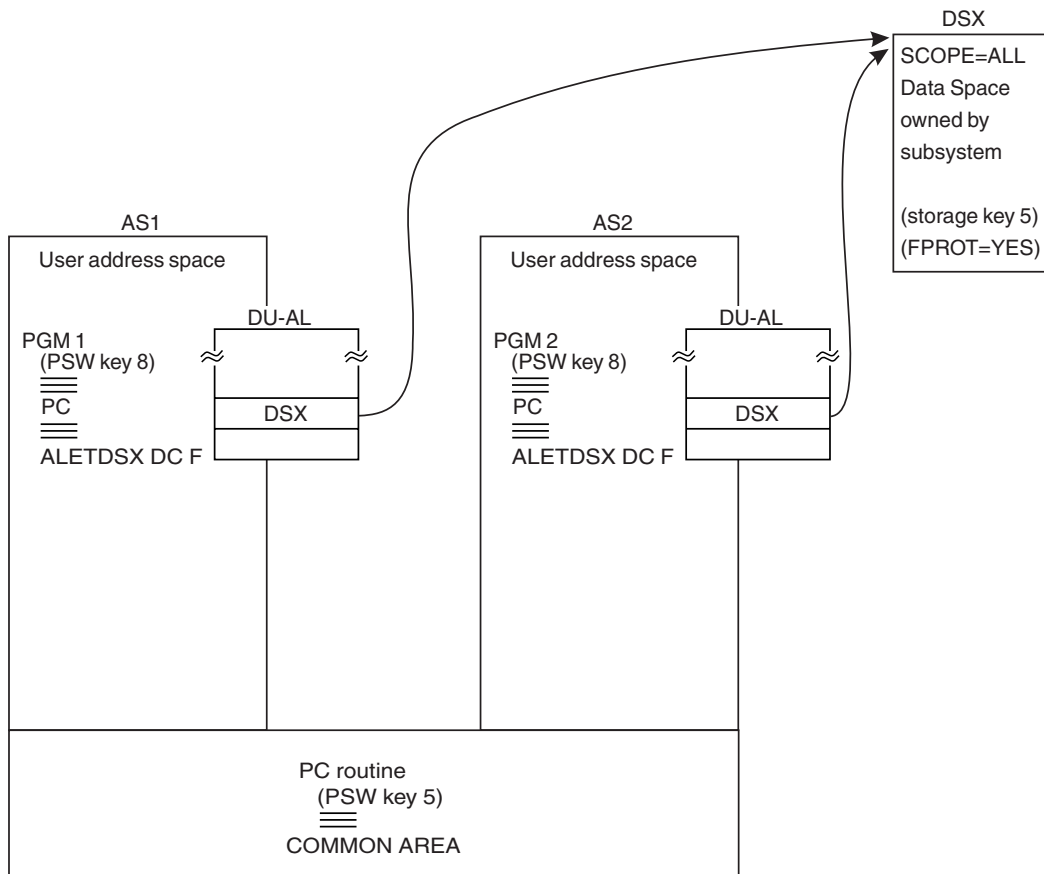 DSX
SCOPE=ALL
Data Space
owned by
subsystem
(storage key 5)
(FPROT=YES)
AS1
User address space
DU-AL
PGM 1
(PSW key 8)
PC
DSX
ALETDSX DC F
AS2
User address space
DU-AL
PGM 2
(PSW key 8)
PC
DSX
ALETDSX DC F
PC routine
(PSW key 5)
COMMON AREA